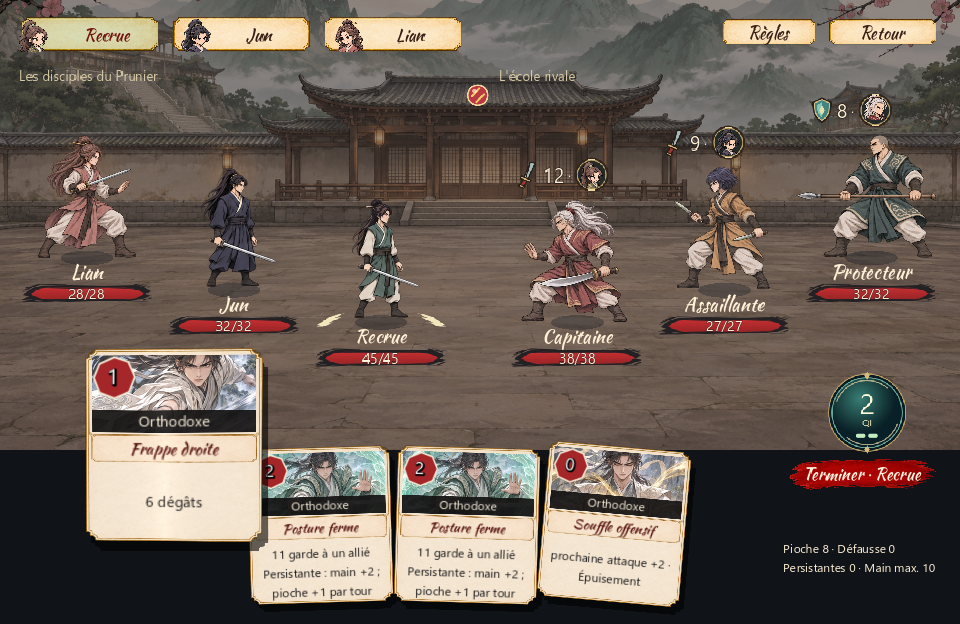 Recrue
Jun
Lian
Règles
Retour
Les disciples du Prunier
L'école rivale
8
9
12
Lian
28/28
Jun
32/32
Recrue
45/45
Capitaine
38/38
Assaillante
27/27
Protecteur
32/32
1
Orthodoxe
Frappe droite
6 dégâts
2
Orthodoxe
Posture ferme
11 garde à un allié
Persistante : main +2 ;
pioche +1 par tour
2
Orthodoxe
Posture ferme
11 garde à un allié
Persistante : main +2 ;
pioche +1 par tour
0
Orthodoxe
Souffle offensif
prochaine attaque +2 ·
Épuisement
2
QI
Terminer · Recrue
Pioche 8 · Défausse 0
Persistantes 0 · Main max. 10